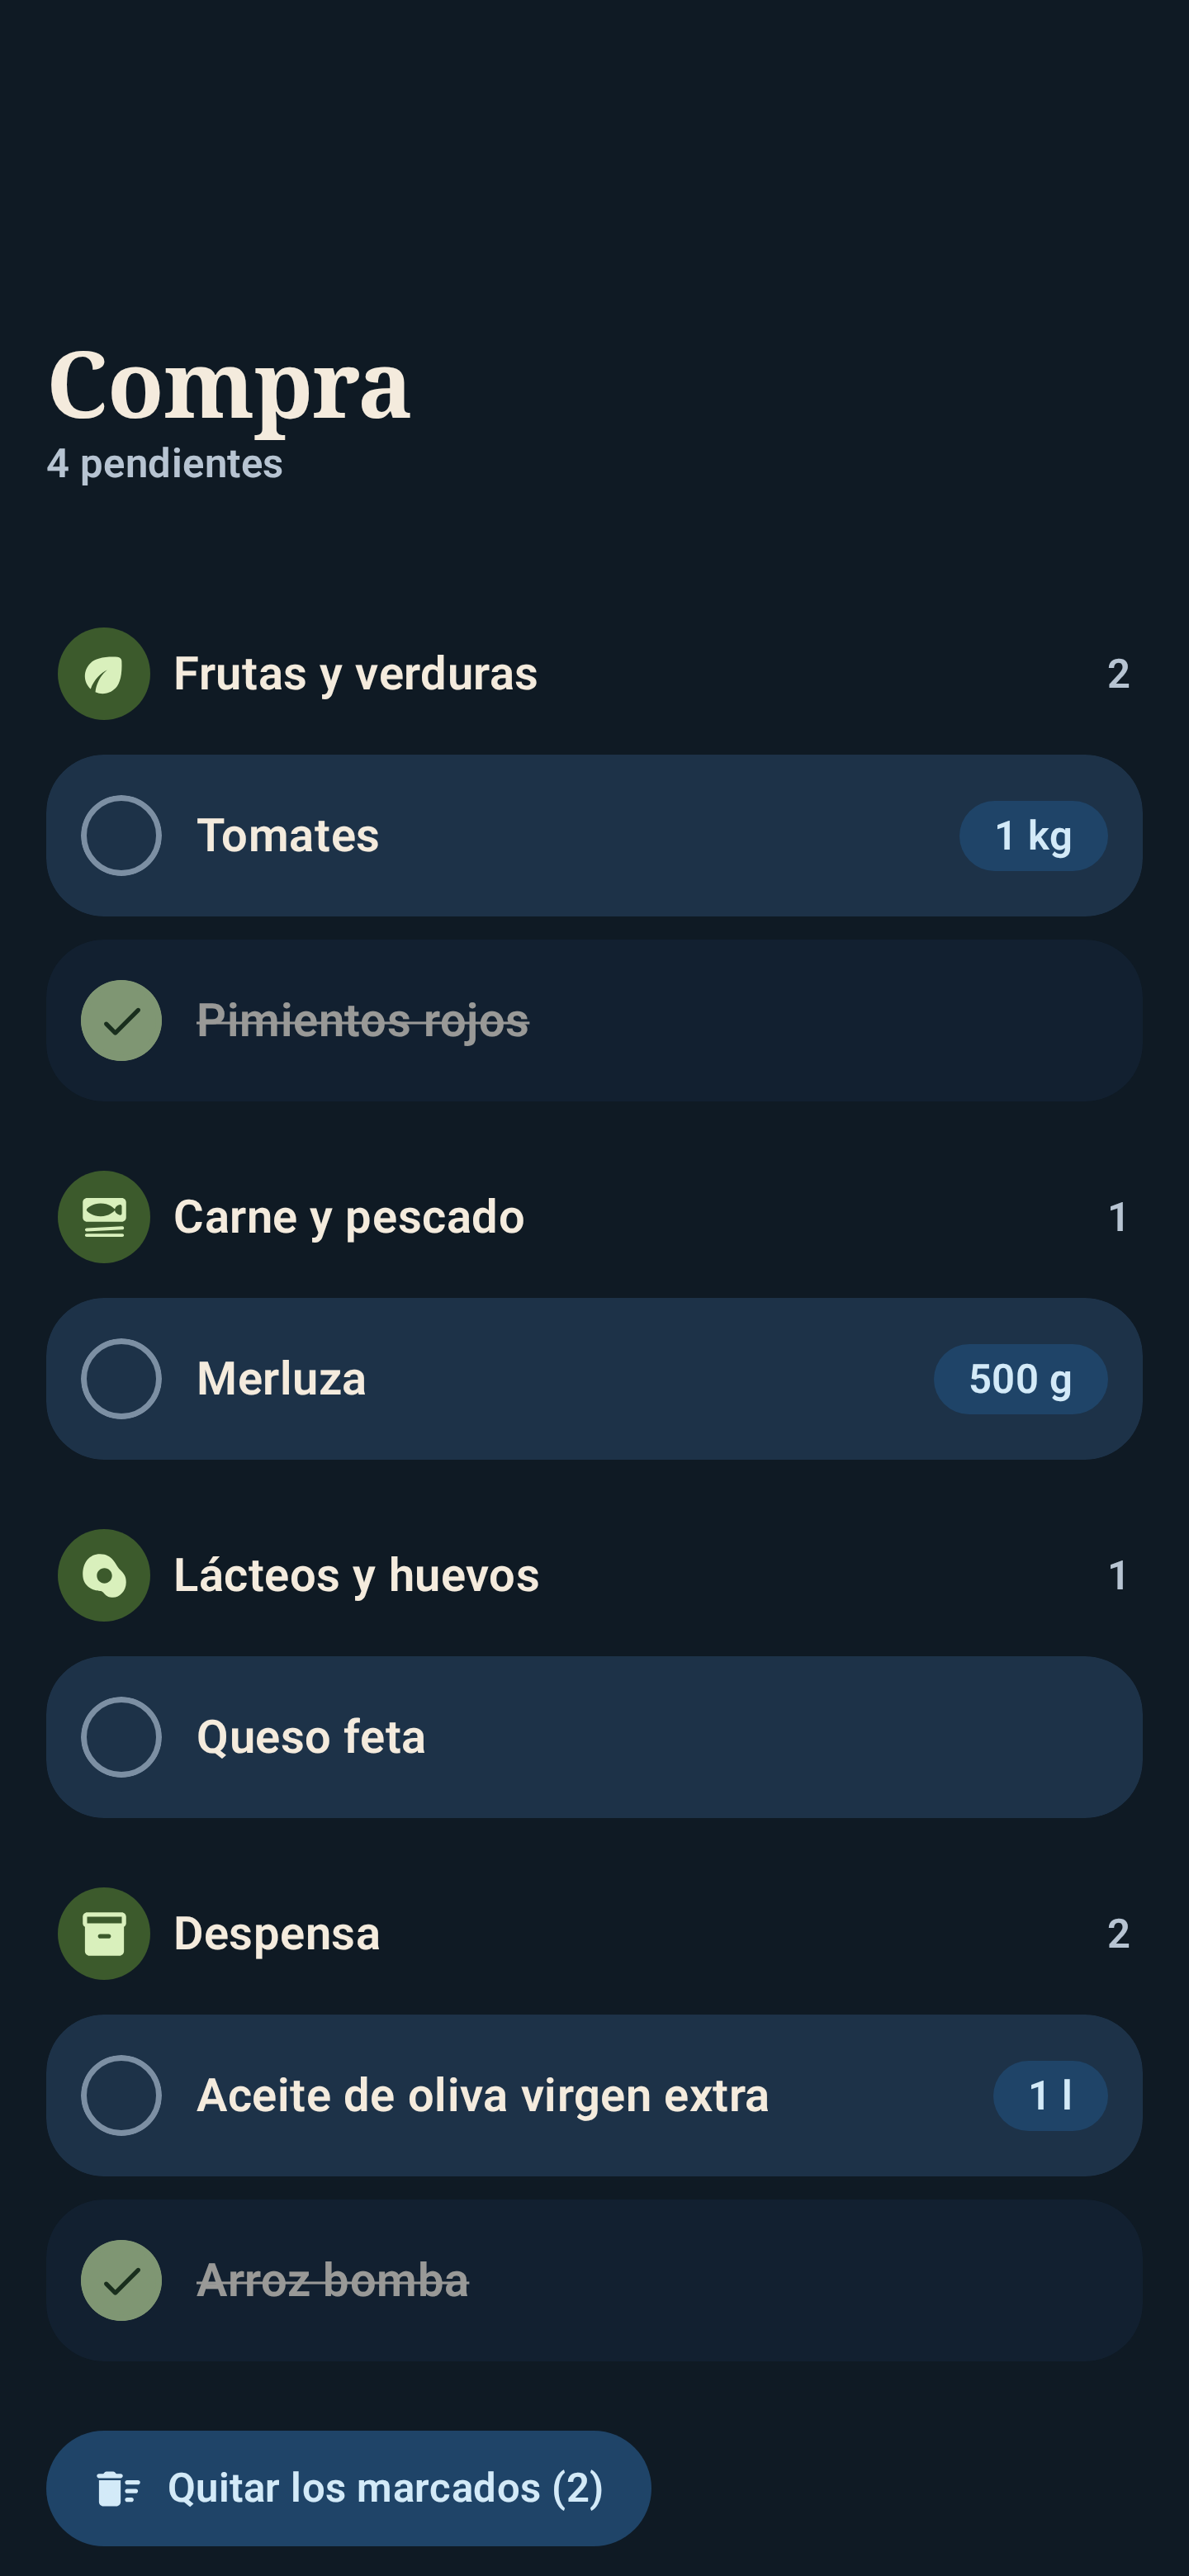 Compra
4 pendientes
Frutas y verduras 2
Tomates 1 kg
Pimientos rojos
Carne y pescado 1
Merluza 500 g
Lácteos y huevos 1
Queso feta
Despensa 2
Aceite de oliva virgen extra 1 l
Arroz bomba
Quitar los marcados (2)